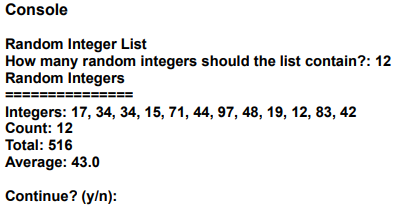 Console
Random Integer List
How many random integers should the list contain?: 12
Random Integers
===============
Integers: 17, 34, 34, 15, 71, 44, 97, 48, 19, 12, 83, 42
Count: 12
Total: 516
Average: 43.0
Continue? (y/n):